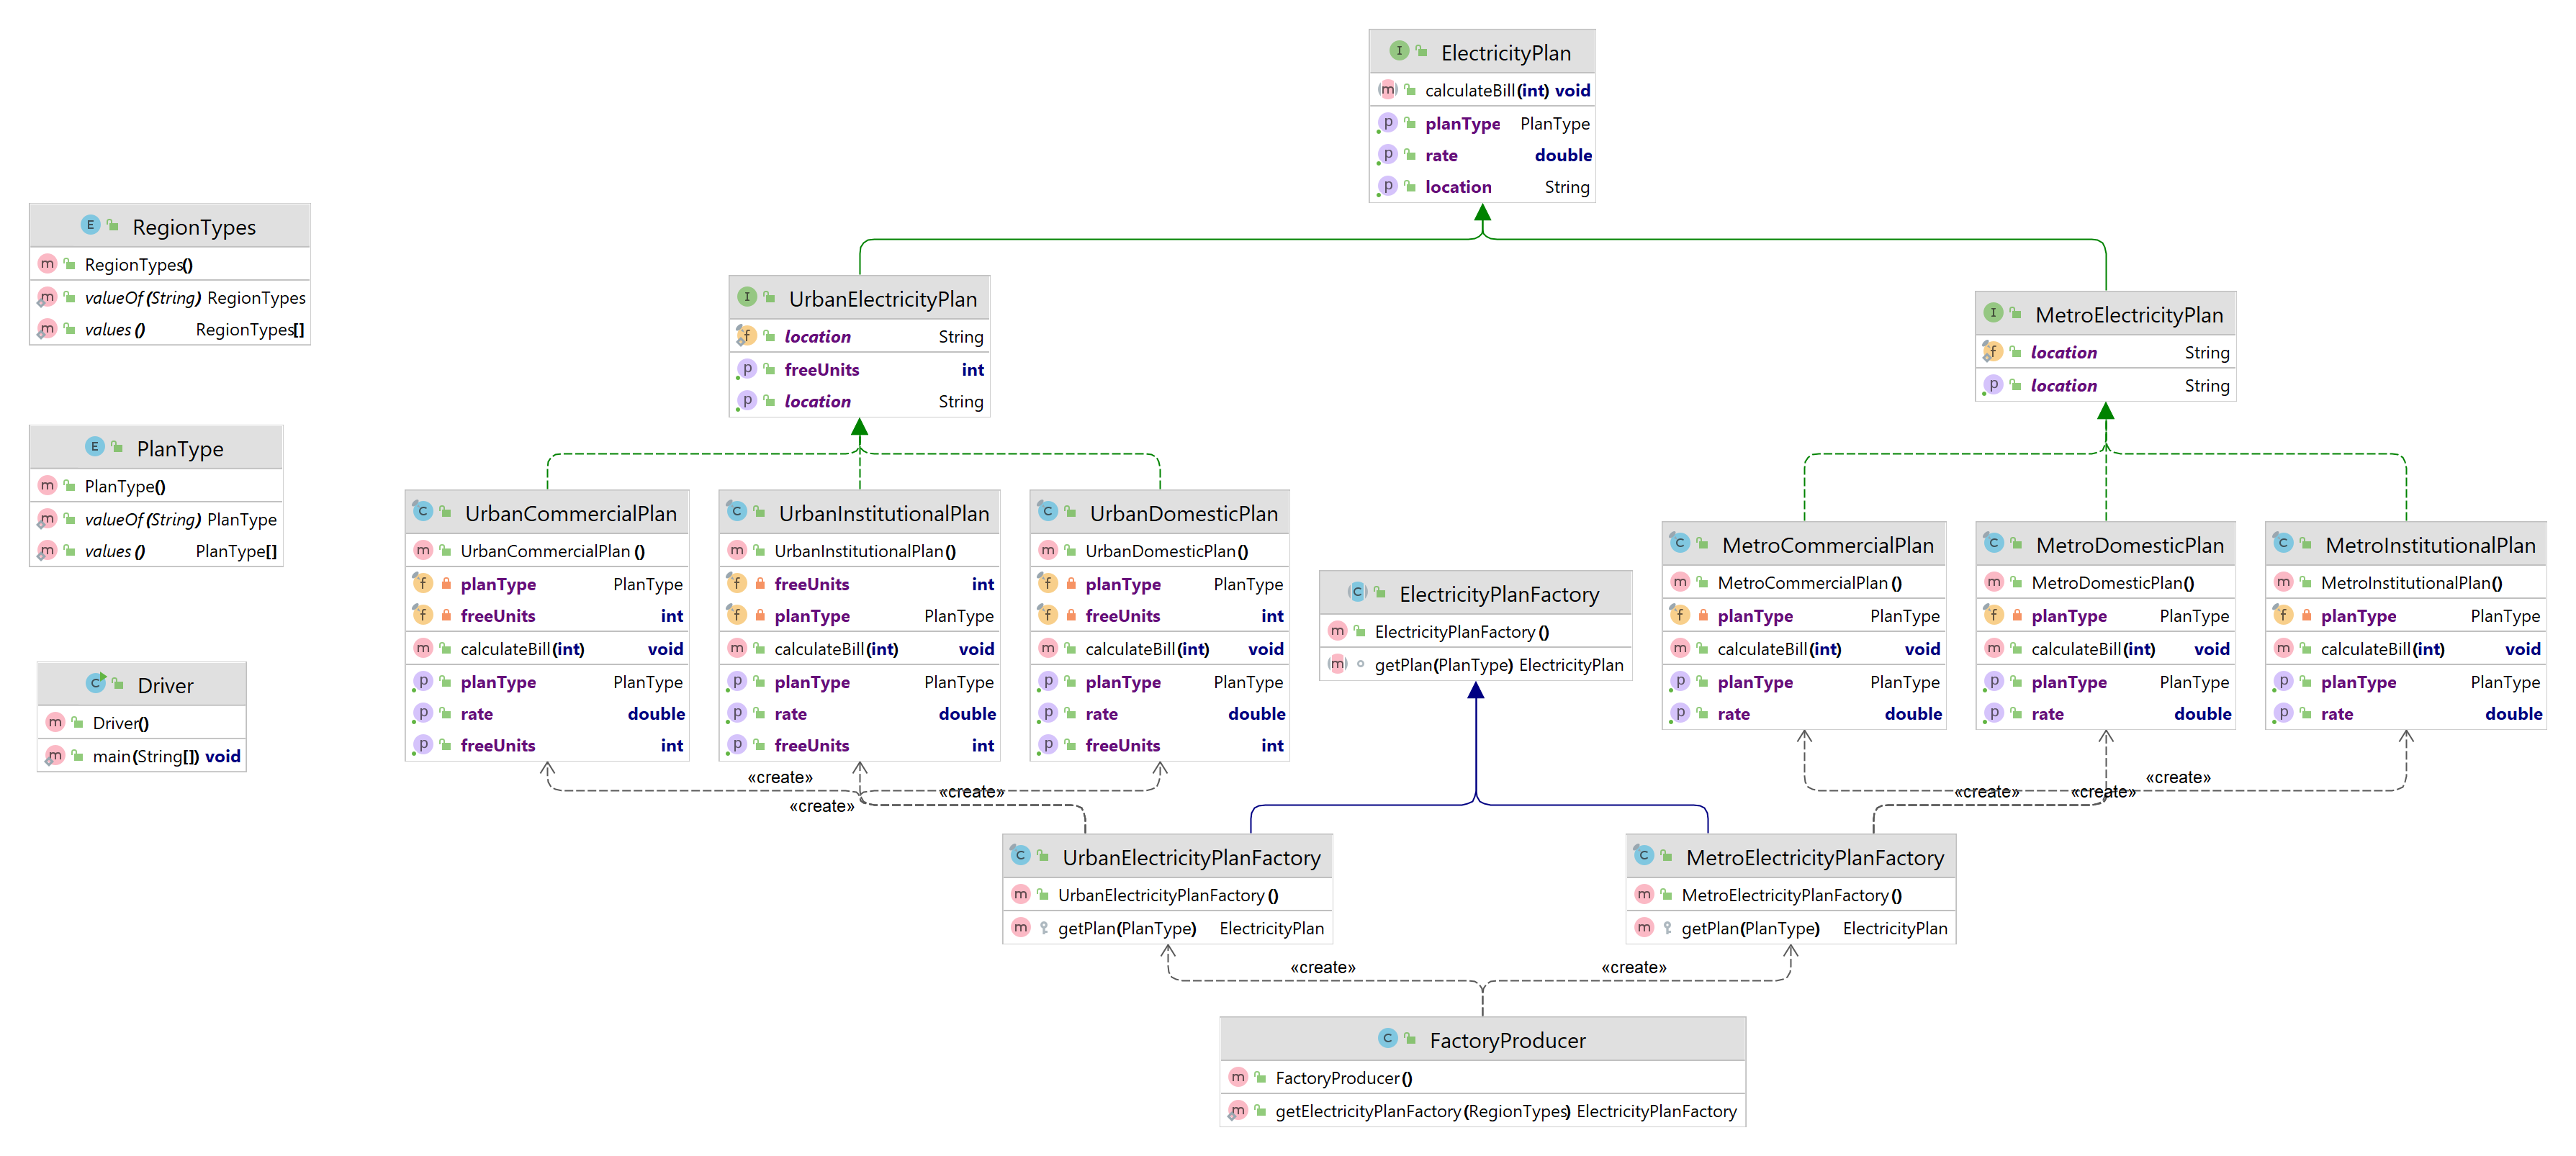 ElectricityPlan
calculateBill(int) void
planType PlanType
rate double
location String
RegionTypes
RegionTypes()
valueOf(String) RegionTypes
values() RegionTypes[]
UrbanElectricityPlan
location String
freeUnits int
location String
MetroElectricityPlan
location String
location String
PlanType
PlanType()
valueOf(String) PlanType
values() PlanType[]
UrbanCommercialPlan
UrbanCommercialPlan()
planType PlanType
freeUnits int
calculateBill(int) void
planType PlanType
rate double
freeUnits int
UrbanInstitutionalPlan
UrbanInstitutionalPlan()
freeUnits int
planType PlanType
calculateBill(int) void
planType PlanType
rate double
freeUnits int
UrbanDomesticPlan
UrbanDomesticPlan()
planType PlanType
freeUnits int
calculateBill(int) void
planType PlanType
rate double
freeUnits int
ElectricityPlanFactory
ElectricityPlanFactory()
getPlan(PlanType) ElectricityPlan
MetroCommercialPlan
MetroCommercialPlan()
planType PlanType
calculateBill(int) void
planType PlanType
rate double
MetroDomesticPlan
MetroDomesticPlan()
planType PlanType
calculateBill(int) void
planType PlanType
rate double
MetroInstitutionalPlan
MetroInstitutionalPlan()
planType PlanType
calculateBill(int) void
planType PlanType
rate double
Driver
Driver()
main(String[]) void
«create»
«create»
«create»
«create»
«create»
«create»
UrbanElectricityPlanFactory
UrbanElectricityPlanFactory()
getPlan(PlanType) ElectricityPlan
MetroElectricityPlanFactory
MetroElectricityPlanFactory()
getPlan(PlanType) ElectricityPlan
«create»
«create»
FactoryProducer
FactoryProducer()
getElectricityPlanFactory(RegionTypes) ElectricityPlanFactory